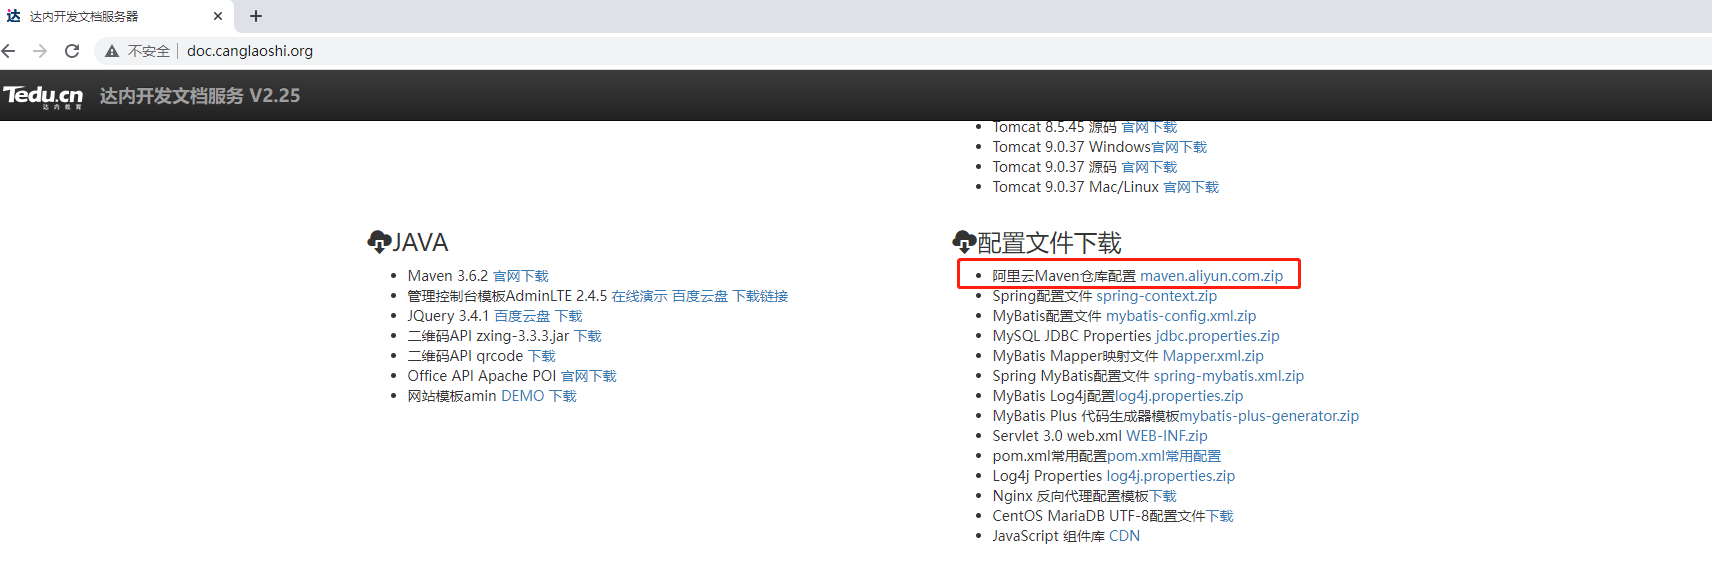 达内开发文档服务器
不安全 doc.canglaoshi.org
Tedu.cn 达内教育 达内开发文档服务 V2.25
Tomcat 8.5.45 源码 官网下载
Tomcat 9.0.37 Windows官网下载
Tomcat 9.0.37 源码 官网下载
Tomcat 9.0.37 Mac/Linux 官网下载
JAVA
Maven 3.6.2 官网下载
管理控制台模板AdminLTE 2.4.5 在线演示 百度云盘 下载链接
JQuery 3.4.1 百度云盘 下载
二维码API zxing-3.3.3.jar 下载
二维码API qrcode 下载
Office API Apache POI 官网下载
网站模板amin DEMO 下载
配置文件下载
阿里云Maven仓库配置 maven.aliyun.com.zip
Spring配置文件 spring-context.zip
MyBatis配置文件 mybatis-config.xml.zip
MySQL JDBC Properties jdbc.properties.zip
MyBatis Mapper映射文件 Mapper.xml.zip
Spring MyBatis配置文件 spring-mybatis.xml.zip
MyBatis Log4j配置log4j.properties.zip
MyBatis Plus 代码生成器模板mybatis-plus-generator.zip
Servlet 3.0 web.xml WEB-INF.zip
pom.xml常用配置pom.xml常用配置
Log4j Properties log4j.properties.zip
Nginx 反向代理配置模板下载
CentOS MariaDB UTF-8配置文件下载
JavaScript 组件库 CDN